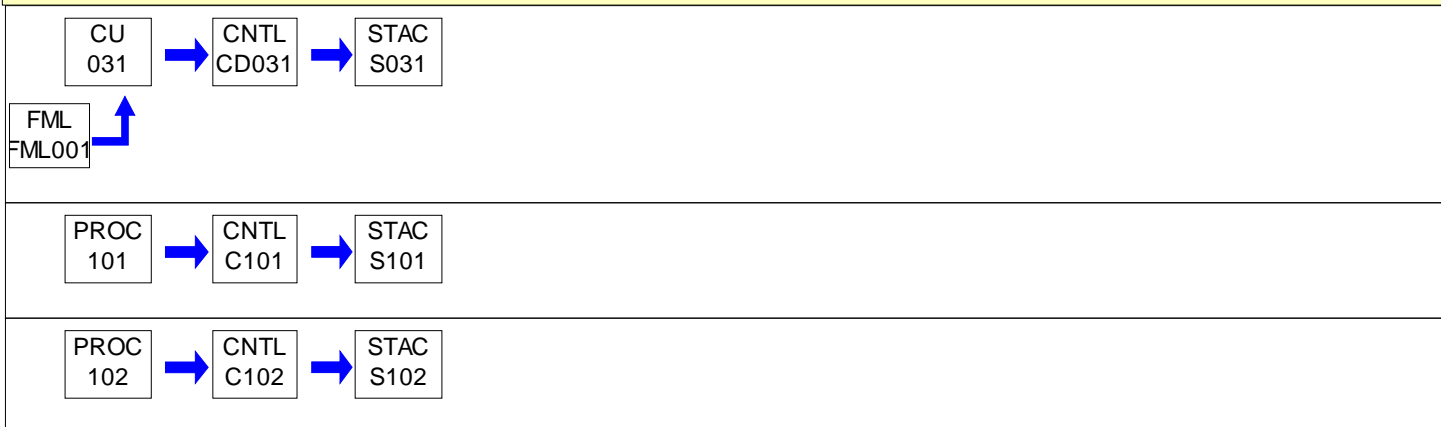 CU
031
CNTL
CD031
STAC
S031
FML
FML001
PROC
101
CNTL
C101
STAC
S101
PROC
102
CNTL
C102
STAC
S102